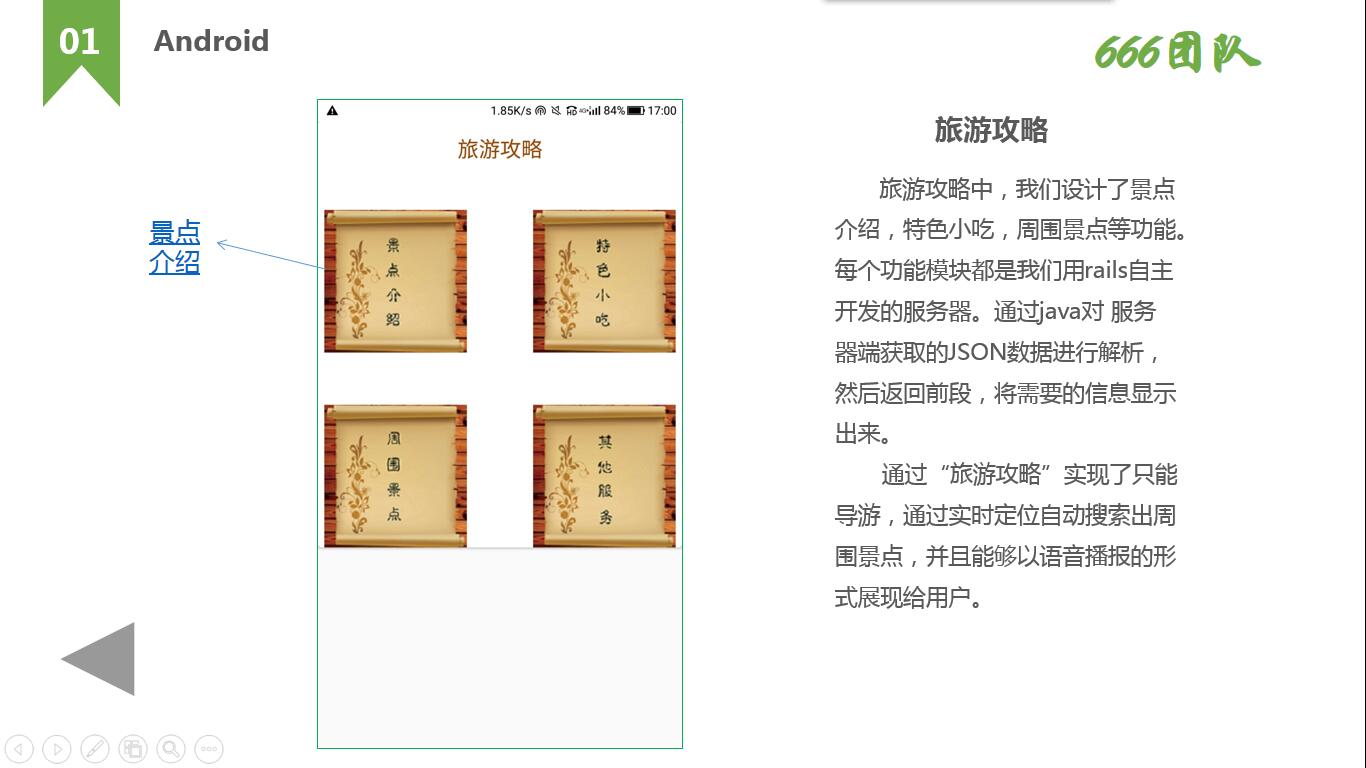 01
Android
666团队
1.85K/s
84%
17:00
旅游攻略
景点
介绍
景点介绍
特色小吃
周围景点
其他服务
旅游攻略
旅游攻略中，我们设计了景点
介绍，特色小吃，周围景点等功能。
每个功能模块都是我们用rails自主
开发的服务器。通过java对 服务
器端获取的JSON数据进行解析，
然后返回前段，将需要的信息显示
出来。
通过“旅游攻略”实现了只能
导游，通过实时定位自动搜索出周
围景点，并且能够以语音播报的形
式展现给用户。